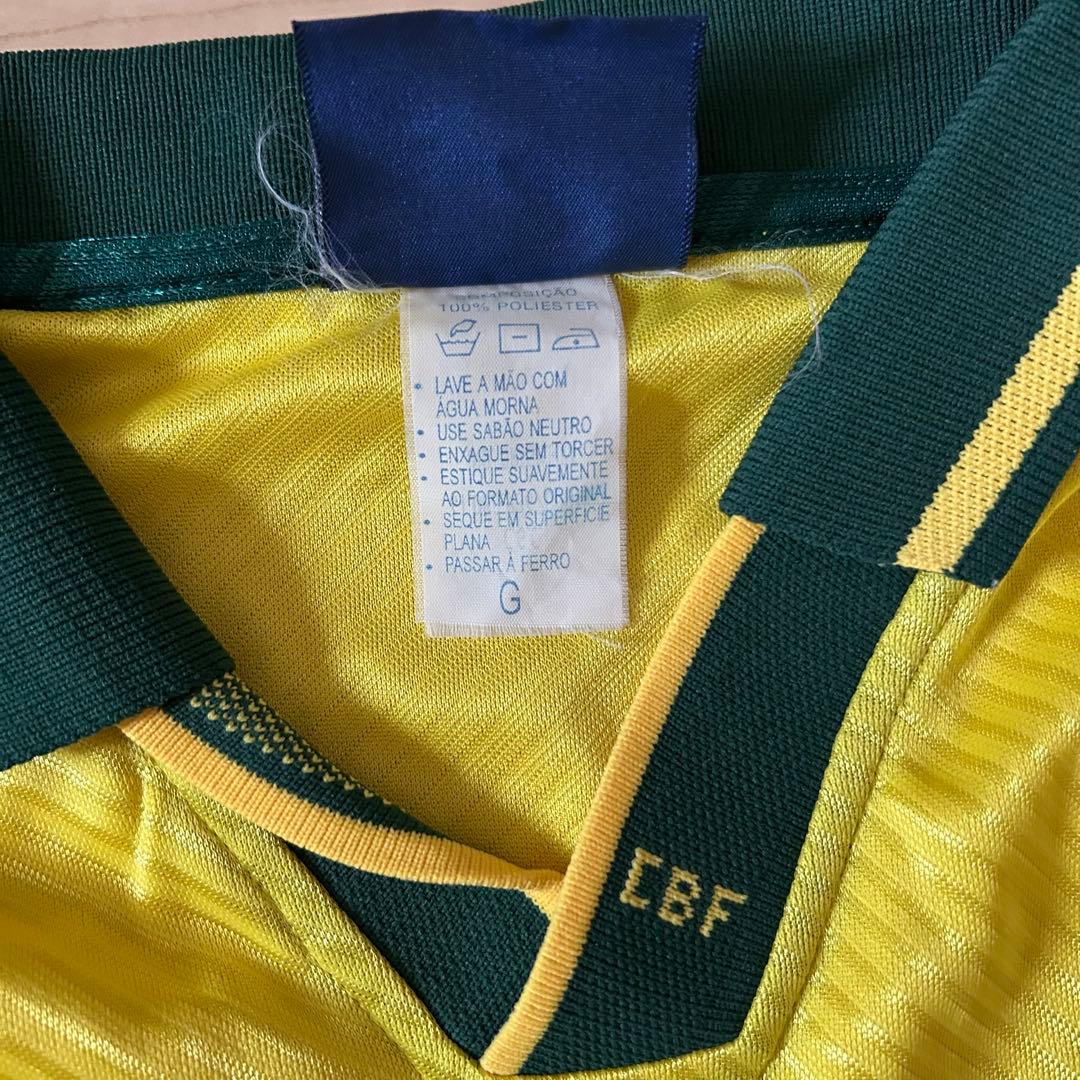 COMPOSIÇÃO
100% POLIESTER
• LAVE A MÃO COM
ÁGUA MORNA
• USE SABÃO NEUTRO
• ENXAGUE SEM TORCER
• ESTIQUE SUAVEMENTE
AO FORMATO ORIGINAL
• SEQUE EM SUPERFICIE
PLANA
• PASSAR À FERRO
G
CBF